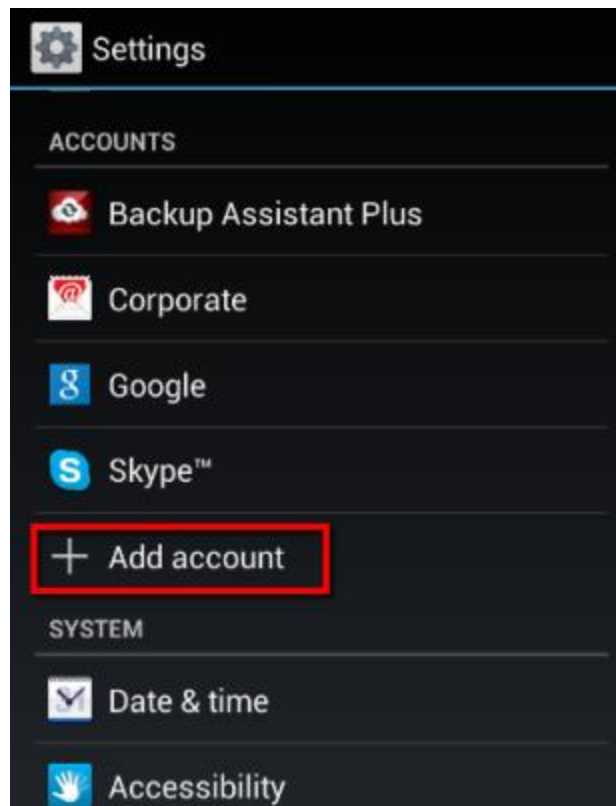 Settings
ACCOUNTS
Backup Assistant Plus
@ Corporate
g Google
S Skype™
+ Add account
SYSTEM
Date & time
Accessibility